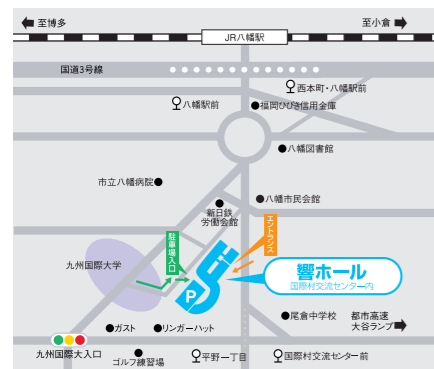 至博多
至小倉
JR八幡駅
国道3号線
西本町・八幡駅前
八幡駅前
福岡ひびき信用金庫
八幡図書館
市立八幡病院
八幡市民会館
新日鉄
労働会館
エントランス
駐車場入口
九州国際大学
響ホール
国際村交流センター内
P
尾倉中学校
都市高速
大谷ランプ
ガスト
リンガーハット
九州国際大入口
ゴルフ練習場
平野一丁目
国際村交流センター前